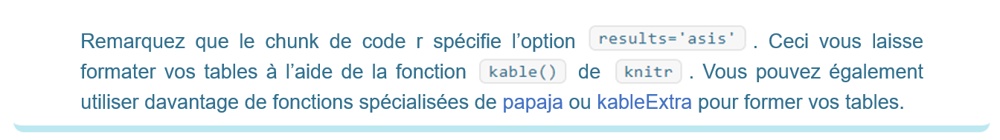 Remarquez que le chunk de code r spécifie l’option results='asis' . Ceci vous laisse
formater vos tables à l’aide de la fonction kable() de knitr . Vous pouvez également
utiliser davantage de fonctions spécialisées de papaja ou kableExtra pour former vos tables.